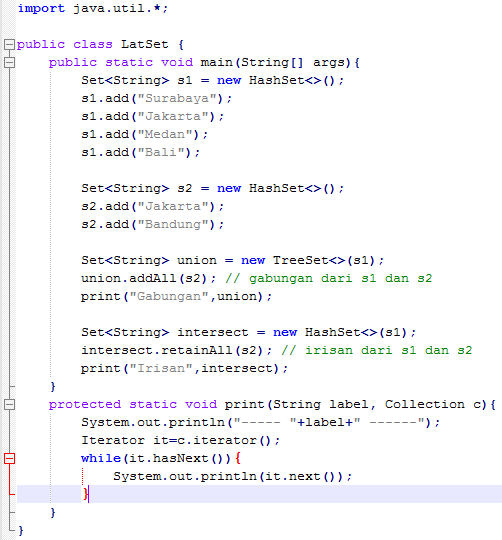 import java.util.*;
public class LatSet {
public static void main(String[] args){
Set<String> s1 = new HashSet<>();
s1.add("Surabaya");
s1.add("Jakarta");
s1.add("Medan");
s1.add("Bali");
Set<String> s2 = new HashSet<>();
s2.add("Jakarta");
s2.add("Bandung");
Set<String> union = new TreeSet<>(s1);
union.addAll(s2); // gabungan dari s1 dan s2
print("Gabungan",union);
Set<String> intersect = new HashSet<>(s1);
intersect.retainAll(s2); // irisan dari s1 dan s2
print("Irisan",intersect);
}
protected static void print(String label, Collection c){
System.out.println("----- "+label+" ------");
Iterator it=c.iterator();
while(it.hasNext()){
System.out.println(it.next());
}
}
}